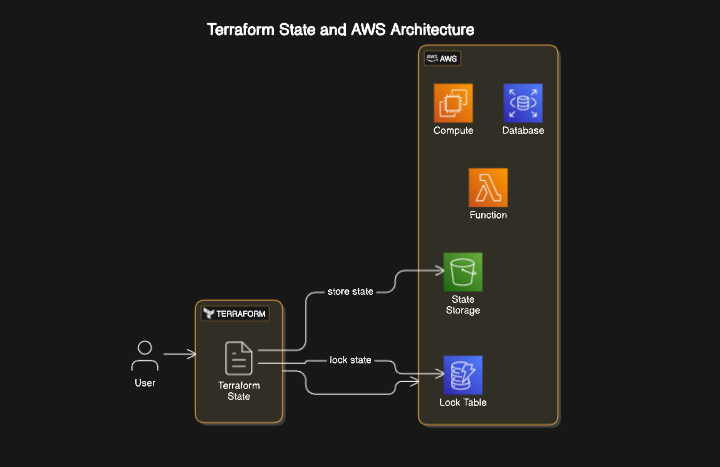 Terraform State and AWS Architecture
aws AWS
Compute
Database
Function
store state
State
Storage
TERRAFORM
lock state
User
Terraform
State
Lock Table